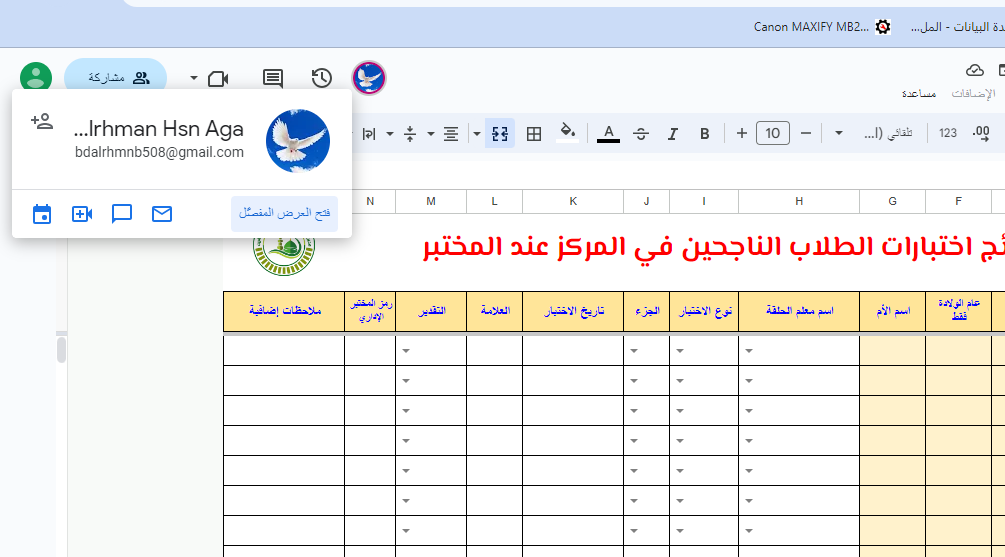 Canon MAXIFY MB2...
دة البيانات - المل...
مشاركة
الإضافات
مساعدة
...lrhman Hsn Aga
bdalrhmnb508@gmail.com
فتح العرض المفصَّل
.00
123
تلقائي (ا...
10
B
I
A
F
G
H
I
J
K
L
M
N
ئج اختبارات الطلاب الناجحين في المركز عند المختبر
عام الولادة فقط
اسم الأم
اسم معلم الحلقة
نوع الاختبار
الجزء
تاريخ الاختبار
العلامة
التقدير
رمز المختبر الإداري
ملاحظات إضافية